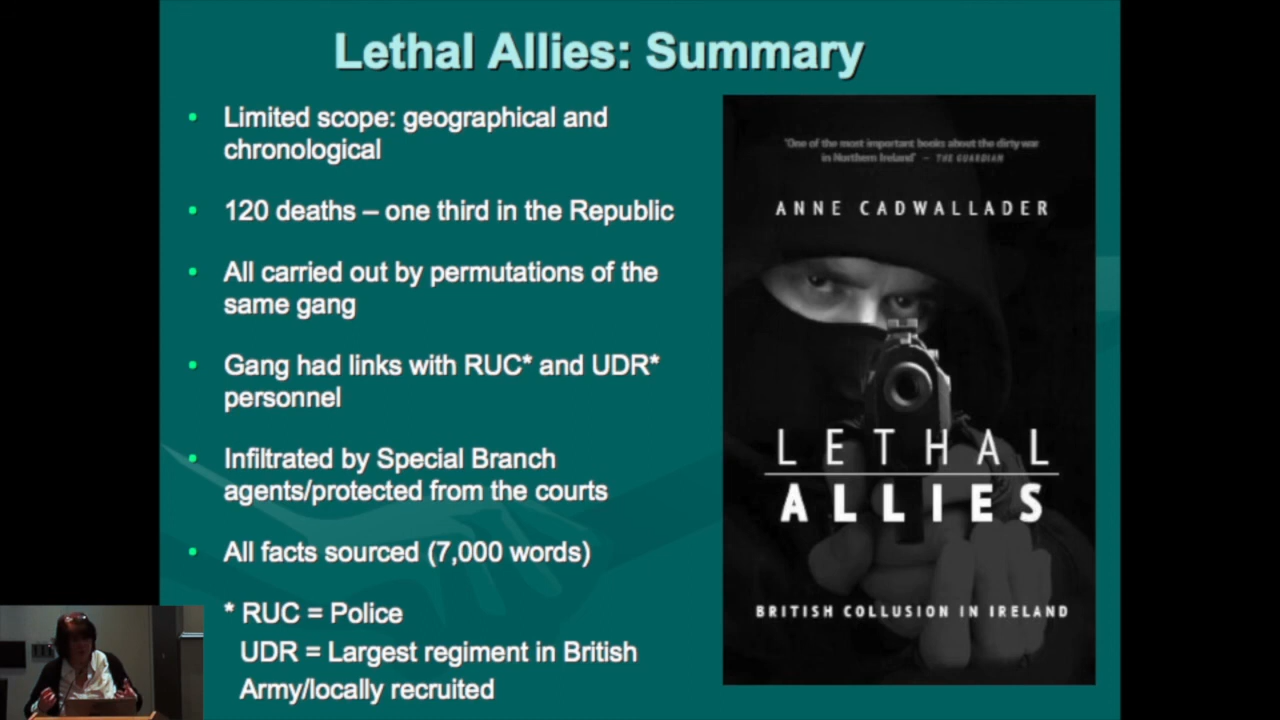 Lethal Allies: Summary
• Limited scope: geographical and
chronological
• 120 deaths – one third in the Republic
• All carried out by permutations of the
same gang
• Gang had links with RUC* and UDR*
personnel
• Infiltrated by Special Branch
agents/protected from the courts
• All facts sourced (7,000 words)
* RUC = Police
UDR = Largest regiment in British
Army/locally recruited
'One of the most important books about the dirty war
in Northern Ireland' – THE GUARDIAN
ANNE CADWALLADER
LETHAL
ALLIES
BRITISH COLLUSION IN IRELAND